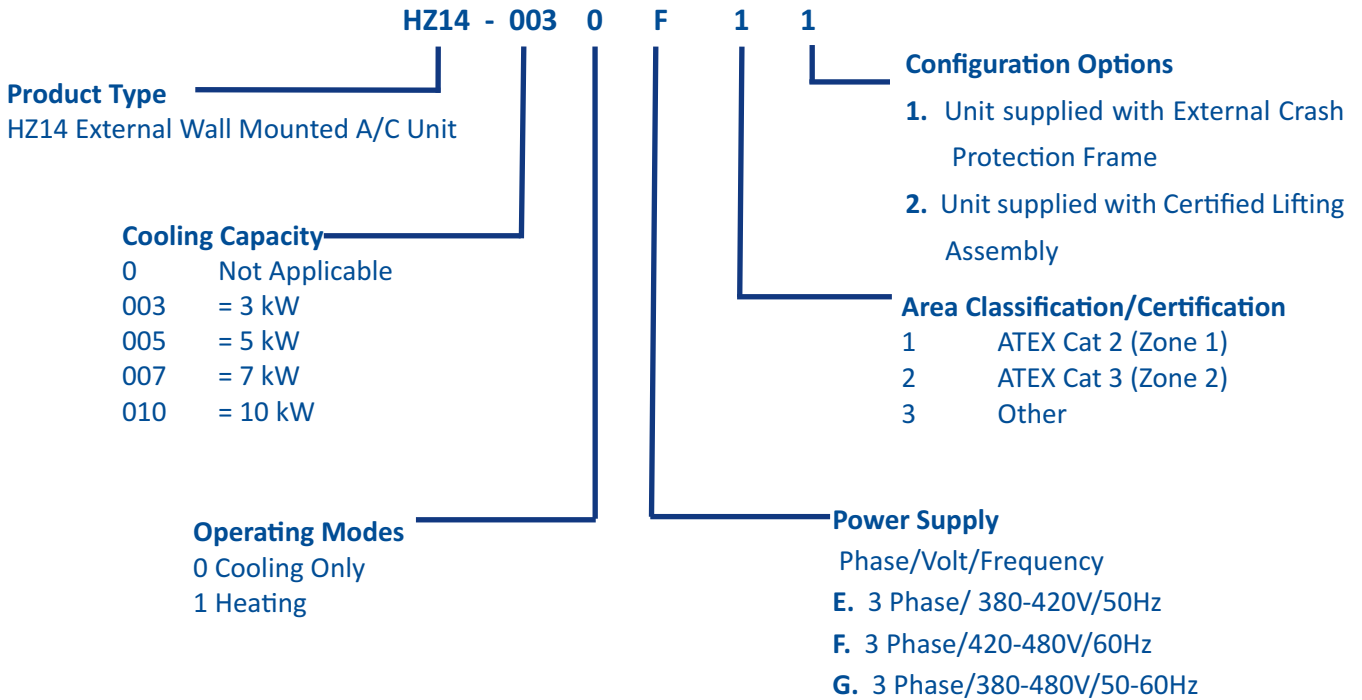 HZ14 - 003 0 F 1 1
Product Type
HZ14 External Wall Mounted A/C Unit
Cooling Capacity
0 Not Applicable
003 = 3 kW
005 = 5 kW
007 = 7 kW
010 = 10 kW
Operating Modes
0 Cooling Only
1 Heating
Configuration Options
1. Unit supplied with External Crash
Protection Frame
2. Unit supplied with Certified Lifting
Assembly
Area Classification/Certification
1 ATEX Cat 2 (Zone 1)
2 ATEX Cat 3 (Zone 2)
3 Other
Power Supply
Phase/Volt/Frequency
E. 3 Phase/ 380-420V/50Hz
F. 3 Phase/420-480V/60Hz
G. 3 Phase/380-480V/50-60Hz